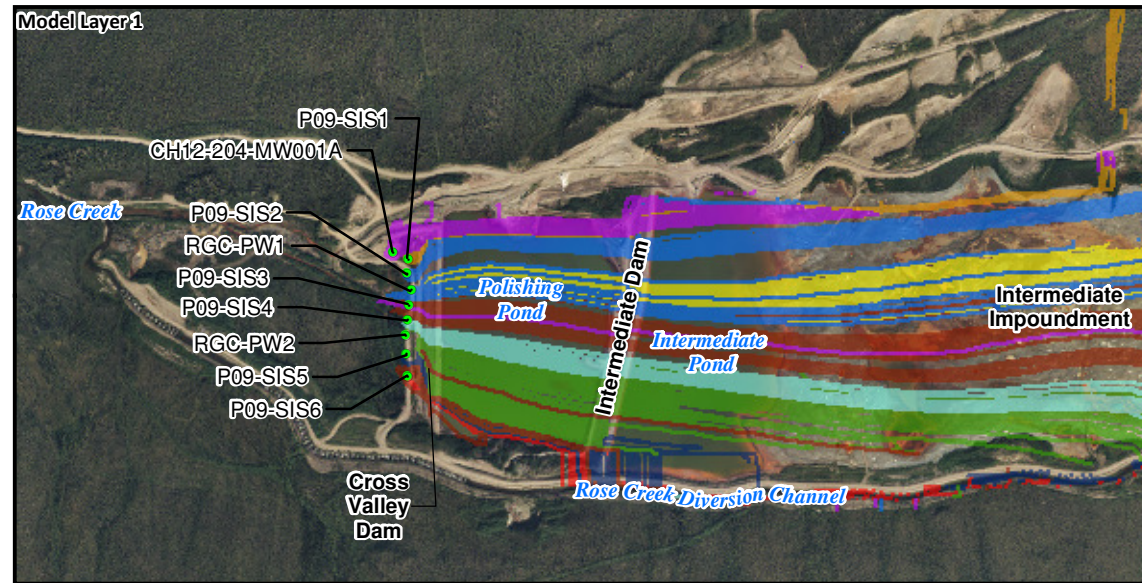 Model Layer 1
P09-SIS1
CH12-204-MW001A
Rose Creek
P09-SIS2
RGC-PW1
P09-SIS3
P09-SIS4
RGC-PW2
P09-SIS5
P09-SIS6
Cross
Valley
Dam
Polishing
Pond
Intermediate Dam
Intermediate
Pond
Intermediate
Impoundment
Rose Creek Diversion Channel